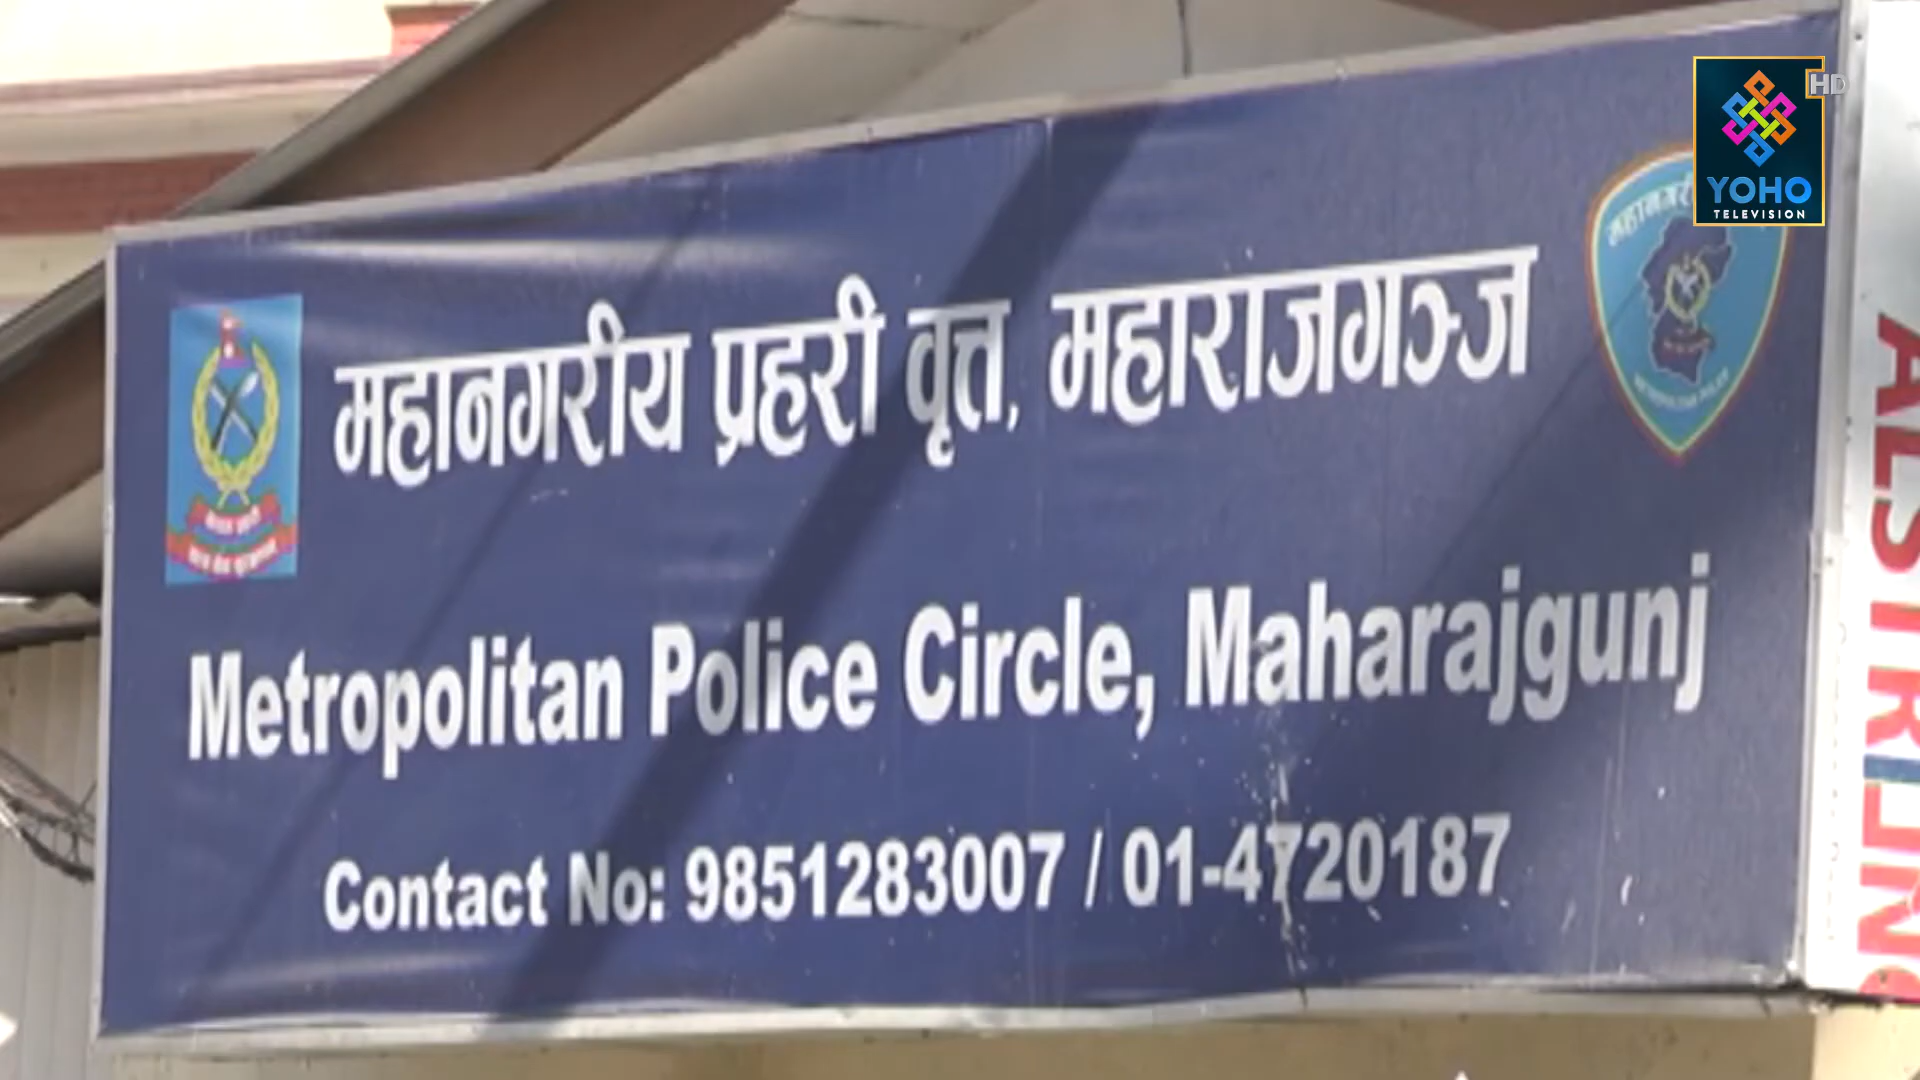 HD
YOHO
TELEVISION
महानगरीय प्रहरी वृत्त, महाराजगञ्ज
Metropolitan Police Circle, Maharajgunj
Contact No: 9851283007 / 01-4720187